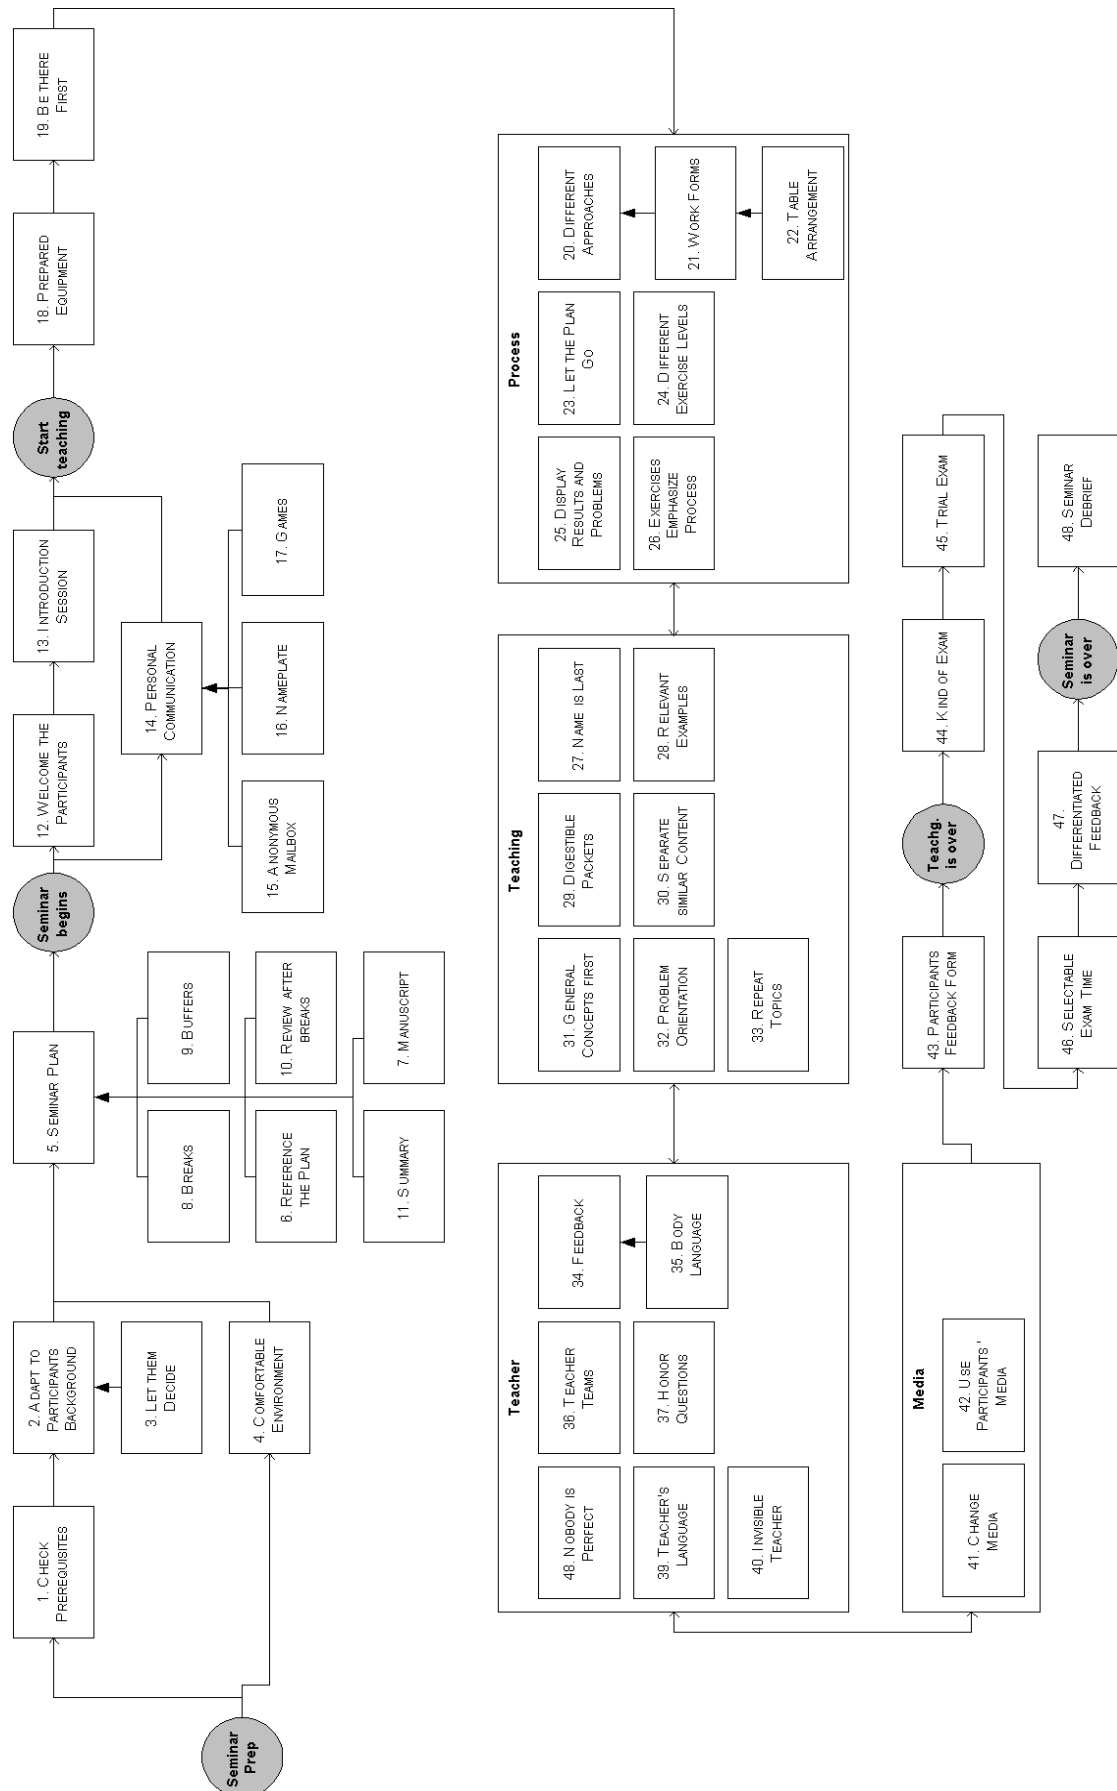 Seminar
Prep
1. CHECK
PREREQUISITES
2. ADAPT TO
PARTICIPANTS
BACKGROUND
3. LET THEM
DECIDE
4. COMFORTABLE
ENVIRONMENT
5. SEMINAR PLAN
8. BREAKS
9. BUFFERS
6. REFERENCE
THE PLAN
10. REVIEW AFTER
BREAKS
11. SUMMARY
7. MANUSCRIPT
Seminar
begins
12. WELCOME THE
PARTICIPANTS
13. INTRODUCTION
SESSION
14. PERSONAL
COMMUNICATION
15. ANONYMOUS
MAILBOX
16. NAMEPLATE
17. GAMES
Start
teaching
18. PREPARED
EQUIPMENT
19. BE THERE
FIRST
Teacher
48. NOBODY IS
PERFECT
36. TEACHER
TEAMS
34. FEEDBACK
39. TEACHER'S
LANGUAGE
37. HONOR
QUESTIONS
35. BODY
LANGUAGE
40. INVISIBLE
TEACHER
Teaching
31. GENERAL
CONCEPTS FIRST
29. DIGESTIBLE
PACKETS
27. NAME IS LAST
32. PROBLEM
ORIENTATION
30. SEPARATE
SIMILAR CONTENT
28. RELEVANT
EXAMPLES
33. REPEAT
TOPICS
Process
25. DISPLAY
RESULTS AND
PROBLEMS
23. LET THE PLAN
GO
20. DIFFERENT
APPROACHES
26. EXERCISES
EMPHASIZE
PROCESS
24. DIFFERENT
EXERCISE LEVELS
21. WORK FORMS
22. TABLE
ARRANGEMENT
Media
41. CHANGE
MEDIA
42. USE
PARTICIPANTS'
MEDIA
43. PARTICIPANTS
FEEDBACK FORM
Teachg.
is over
44. KIND OF EXAM
45. TRIAL EXAM
46. SELECTABLE
EXAM TIME
47.
DIFFERENTIATED
FEEDBACK
Seminar
is over
48. SEMINAR
DEBRIEF